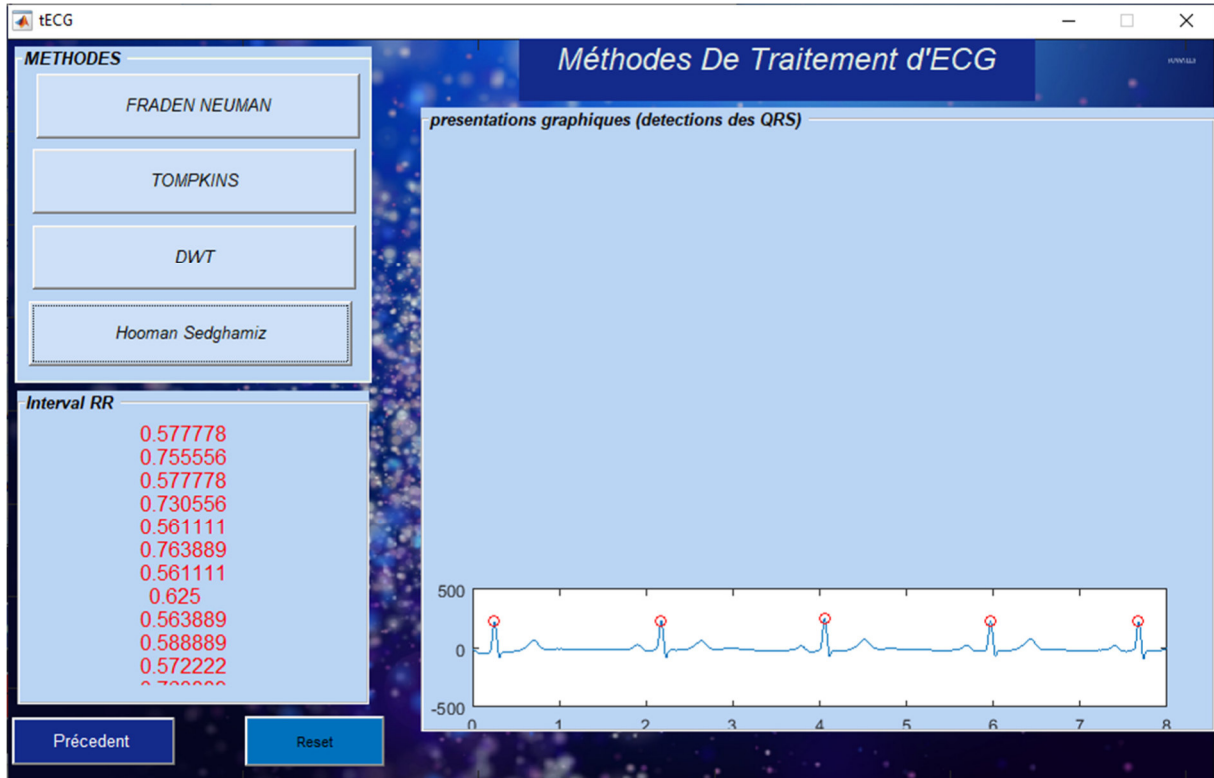 tECG
METHODES
FRADEN NEUMAN
TOMPKINS
DWT
Hooman Sedghamiz
Interval RR
0.577778
0.755556
0.577778
0.730556
0.561111
0.763889
0.561111
0.625
0.563889
0.588889
0.572222
Précedent
Reset
Méthodes De Traitement d'ECG
presentations graphiques (detections des QRS)
500
0
-500
0 1 2 3 4 5 6 7 8